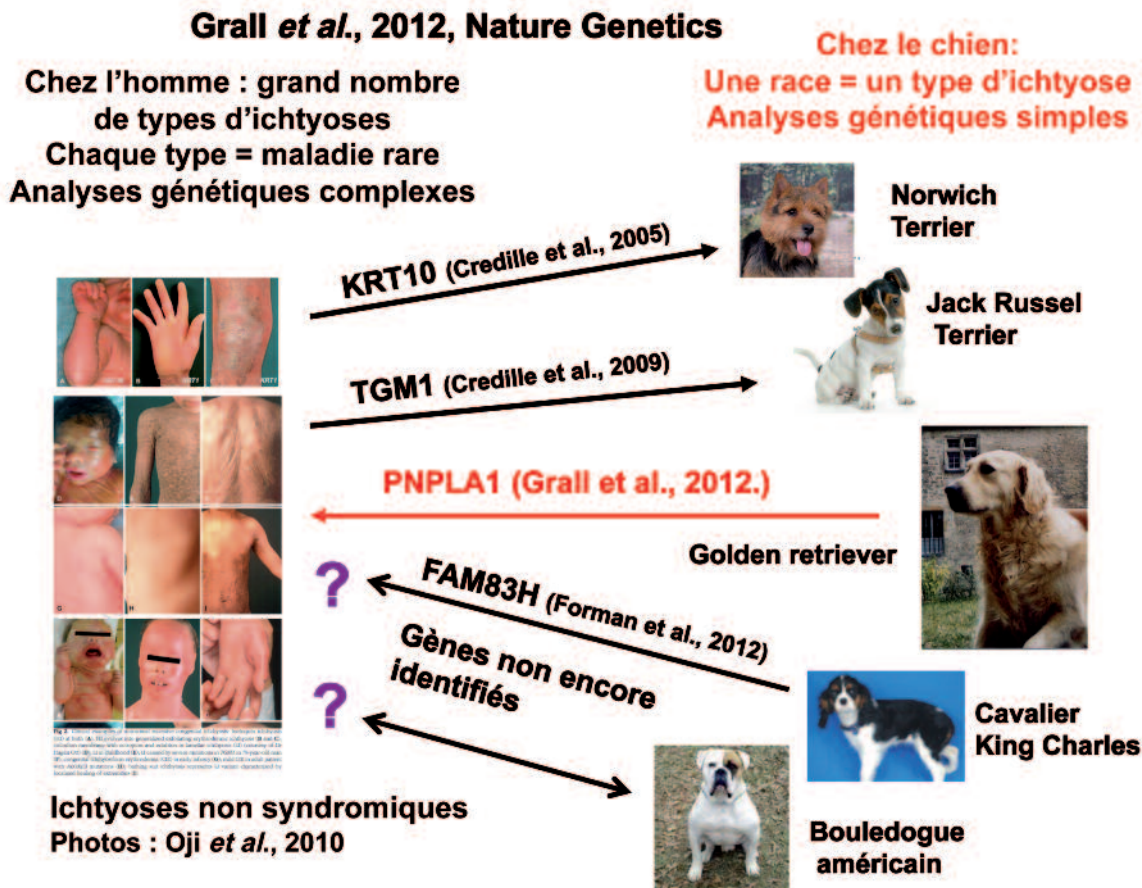 Grall et al., 2012, Nature Genetics
Chez l'homme : grand nombre
de types d'ichtyoses
Chaque type = maladie rare
Analyses génétiques complexes
Chez le chien:
Une race = un type d'ichtyose
Analyses génétiques simples
KRT10 (Credille et al., 2005)
Norwich
Terrier
TGM1 (Credille et al., 2009)
Jack Russel
Terrier
PNPLA1 (Grall et al., 2012.)
Golden retriever
?
FAM83H (Forman et al., 2012)
Gènes non encore
identifiés
?
Cavalier
King Charles
Bouledogue
américain
Ichtyoses non syndromiques
Photos : Oji et al., 2010